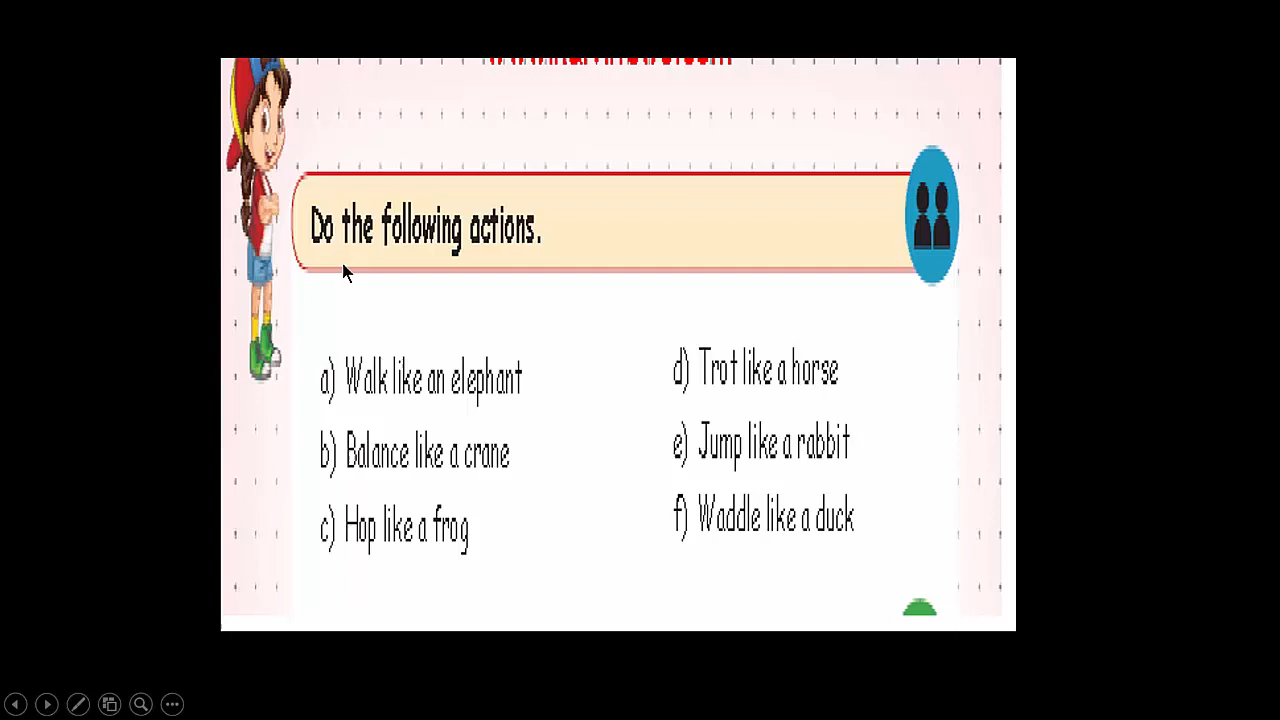 Do the following actions.
a) Walk like an elephant
b) Balance like a crane
c) Hop like a frog
d) Trot like a horse
e) Jump like a rabbit
f) Waddle like a duck